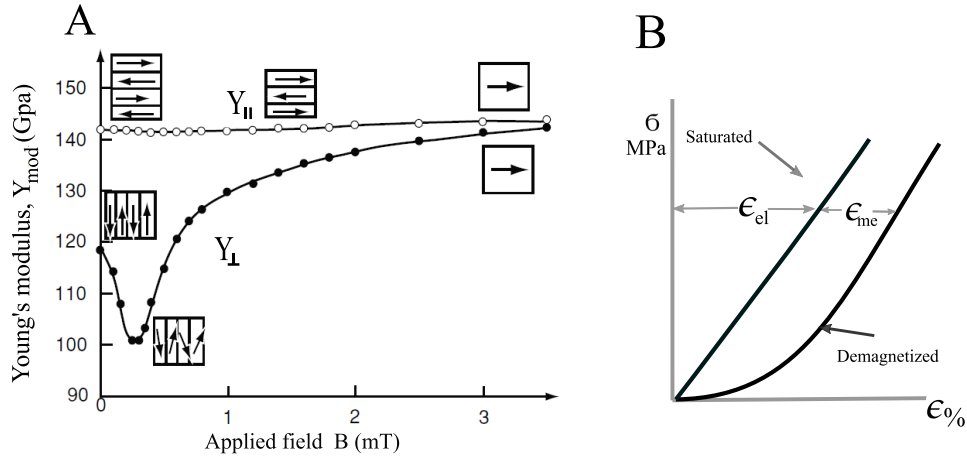 A
Young's modulus, Y_mod (Gpa)
150
140
130
120
110
100
90
0
1
2
3
Y_||
Y_⊥
Applied field B (mT)
B
б
MPa
Saturated
ϵ_el
ϵ_me
Demagnetized
ϵ%